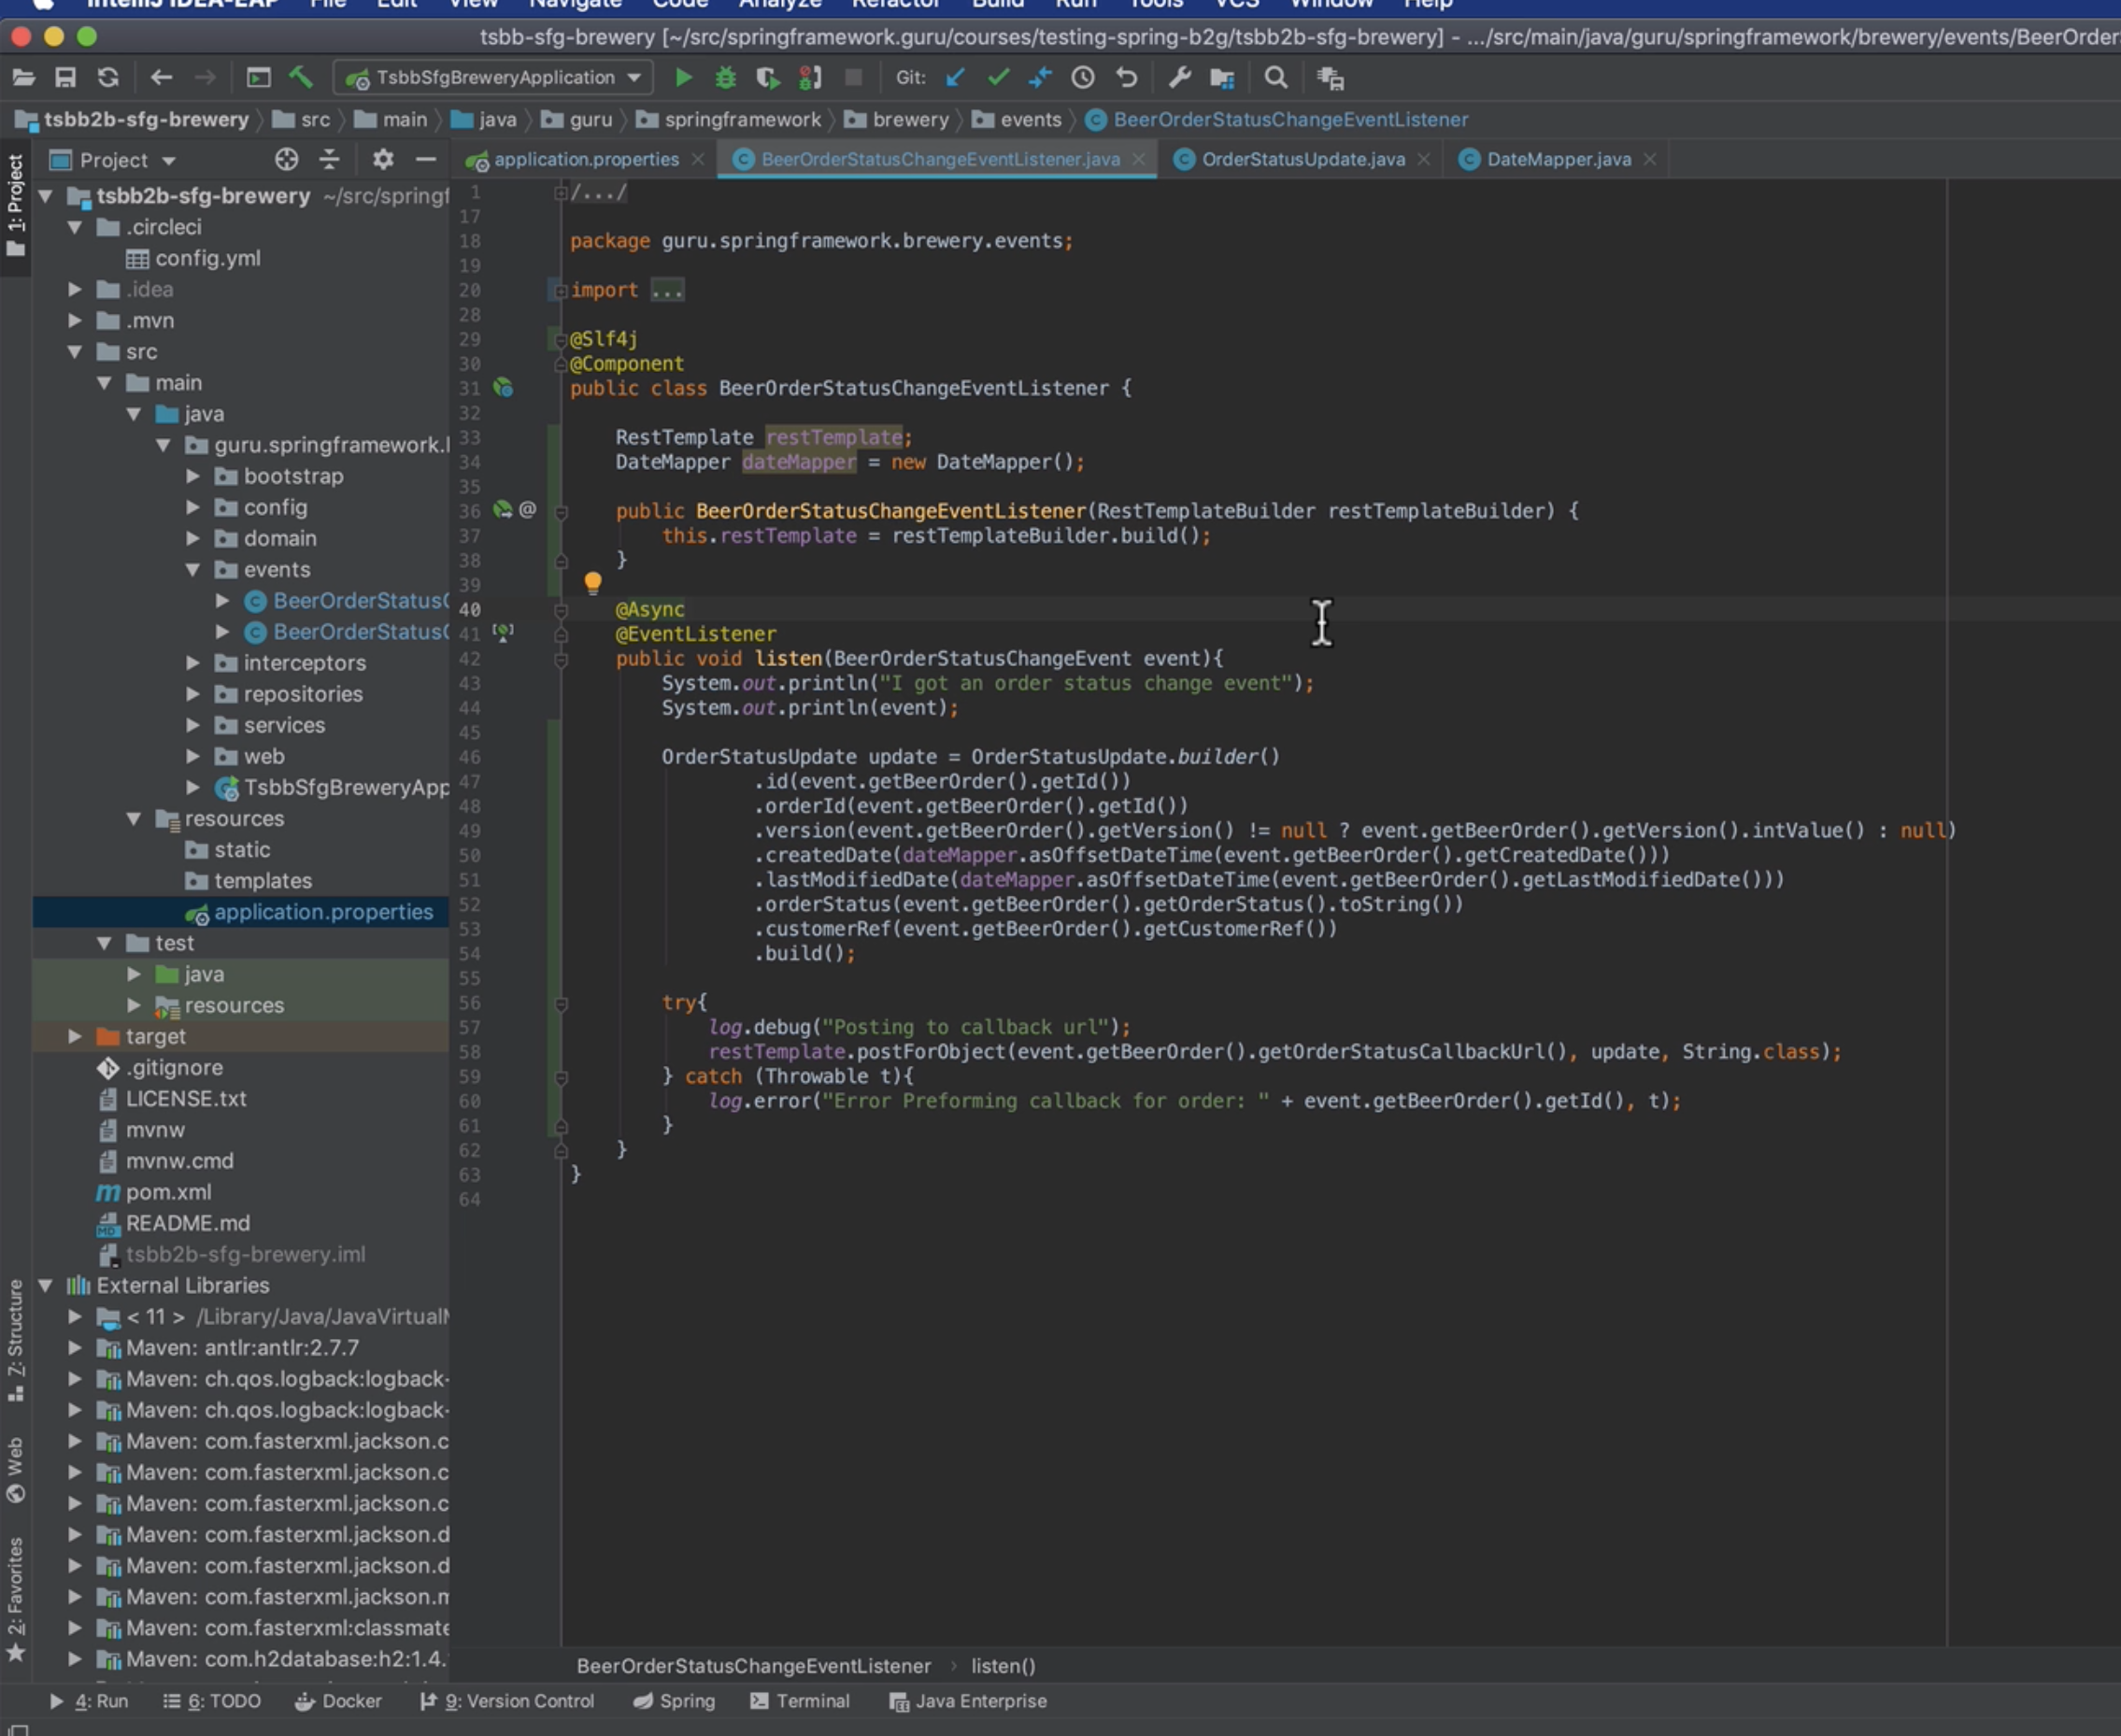 IntelliJ IDEA-EAP File Edit View Navigate Code Analyze Refactor Build Run Tools VCS Window Help
tsbb-sfg-brewery [~/src/springframework.guru/courses/testing-spring-b2g/tsbb2b-sfg-brewery] - .../src/main/java/guru/springframework/brewery/events/BeerOrder
TsbbSfgBreweryApplication Git:
tsbb2b-sfg-brewery src main java guru springframework brewery events BeerOrderStatusChangeEventListener
1: Project
Project
application.properties BeerOrderStatusChangeEventListener.java OrderStatusUpdate.java DateMapper.java
tsbb2b-sfg-brewery ~/src/springf
.circleci
config.yml
.idea
.mvn
src
main
java
guru.springframework.
bootstrap
config
domain
events
BeerOrderStatus
BeerOrderStatus
interceptors
repositories
services
web
TsbbSfgBreweryApp
resources
static
templates
application.properties
test
java
resources
target
.gitignore
LICENSE.txt
mvnw
mvnw.cmd
pom.xml
README.md
tsbb2b-sfg-brewery.iml
External Libraries
< 11 > /Library/Java/JavaVirtual
Maven: antlr:antlr:2.7.7
Maven: ch.qos.logback:logback-
Maven: ch.qos.logback:logback-
Maven: com.fasterxml.jackson.c
Maven: com.fasterxml.jackson.c
Maven: com.fasterxml.jackson.c
Maven: com.fasterxml.jackson.d
Maven: com.fasterxml.jackson.d
Maven: com.fasterxml.jackson.m
Maven: com.fasterxml:classmate
Maven: com.h2database:h2:1.4.
Z: Structure
Web
2: Favorites
1 /.../
17
18 package guru.springframework.brewery.events;
19
20 import ...
28
29 @Slf4j
30 @Component
31 public class BeerOrderStatusChangeEventListener {
32
33 RestTemplate restTemplate;
34 DateMapper dateMapper = new DateMapper();
35
36 @ public BeerOrderStatusChangeEventListener(RestTemplateBuilder restTemplateBuilder) {
37 this.restTemplate = restTemplateBuilder.build();
38 }
39
40 @Async
41 @EventListener
42 public void listen(BeerOrderStatusChangeEvent event){
43 System.out.println("I got an order status change event");
44 System.out.println(event);
45
46 OrderStatusUpdate update = OrderStatusUpdate.builder()
47 .id(event.getBeerOrder().getId())
48 .orderId(event.getBeerOrder().getId())
49 .version(event.getBeerOrder().getVersion() != null ? event.getBeerOrder().getVersion().intValue() : null)
50 .createdDate(dateMapper.asOffsetDateTime(event.getBeerOrder().getCreatedDate()))
51 .lastModifiedDate(dateMapper.asOffsetDateTime(event.getBeerOrder().getLastModifiedDate()))
52 .orderStatus(event.getBeerOrder().getOrderStatus().toString())
53 .customerRef(event.getBeerOrder().getCustomerRef())
54 .build();
55
56 try{
57 log.debug("Posting to callback url");
58 restTemplate.postForObject(event.getBeerOrder().getOrderStatusCallbackUrl(), update, String.class);
59 } catch (Throwable t){
60 log.error("Error Preforming callback for order: " + event.getBeerOrder().getId(), t);
61 }
62 }
63 }
64
BeerOrderStatusChangeEventListener › listen()
4: Run 6: TODO Docker 9: Version Control Spring Terminal Java Enterprise